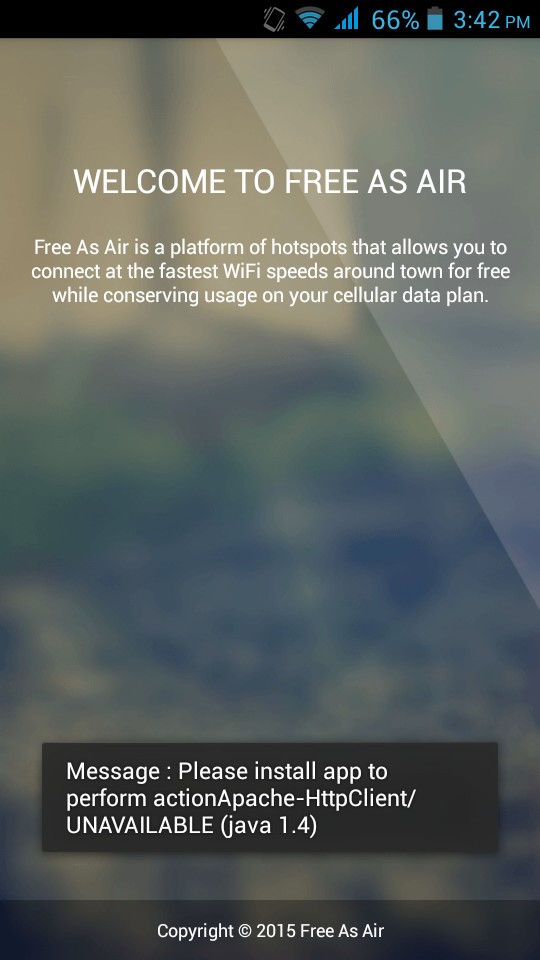 66% 3:42 PM
WELCOME TO FREE AS AIR
Free As Air is a platform of hotspots that allows you to
connect at the fastest WiFi speeds around town for free
while conserving usage on your cellular data plan.
Message : Please install app to
perform actionApache-HttpClient/
UNAVAILABLE (java 1.4)
Copyright © 2015 Free As Air